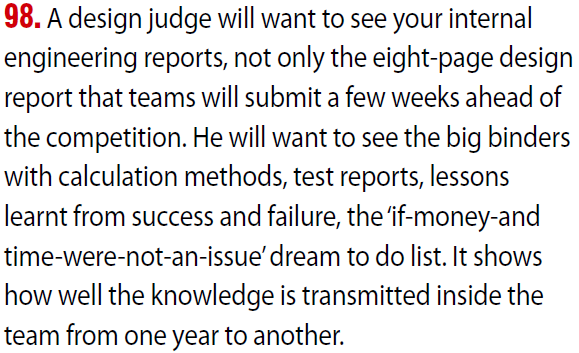 98. A design judge will want to see your internal
engineering reports, not only the eight-page design
report that teams will submit a few weeks ahead of
the competition. He will want to see the big binders
with calculation methods, test reports, lessons
learnt from success and failure, the ‘if-money-and
time-were-not-an-issue’ dream to do list. It shows
how well the knowledge is transmitted inside the
team from one year to another.